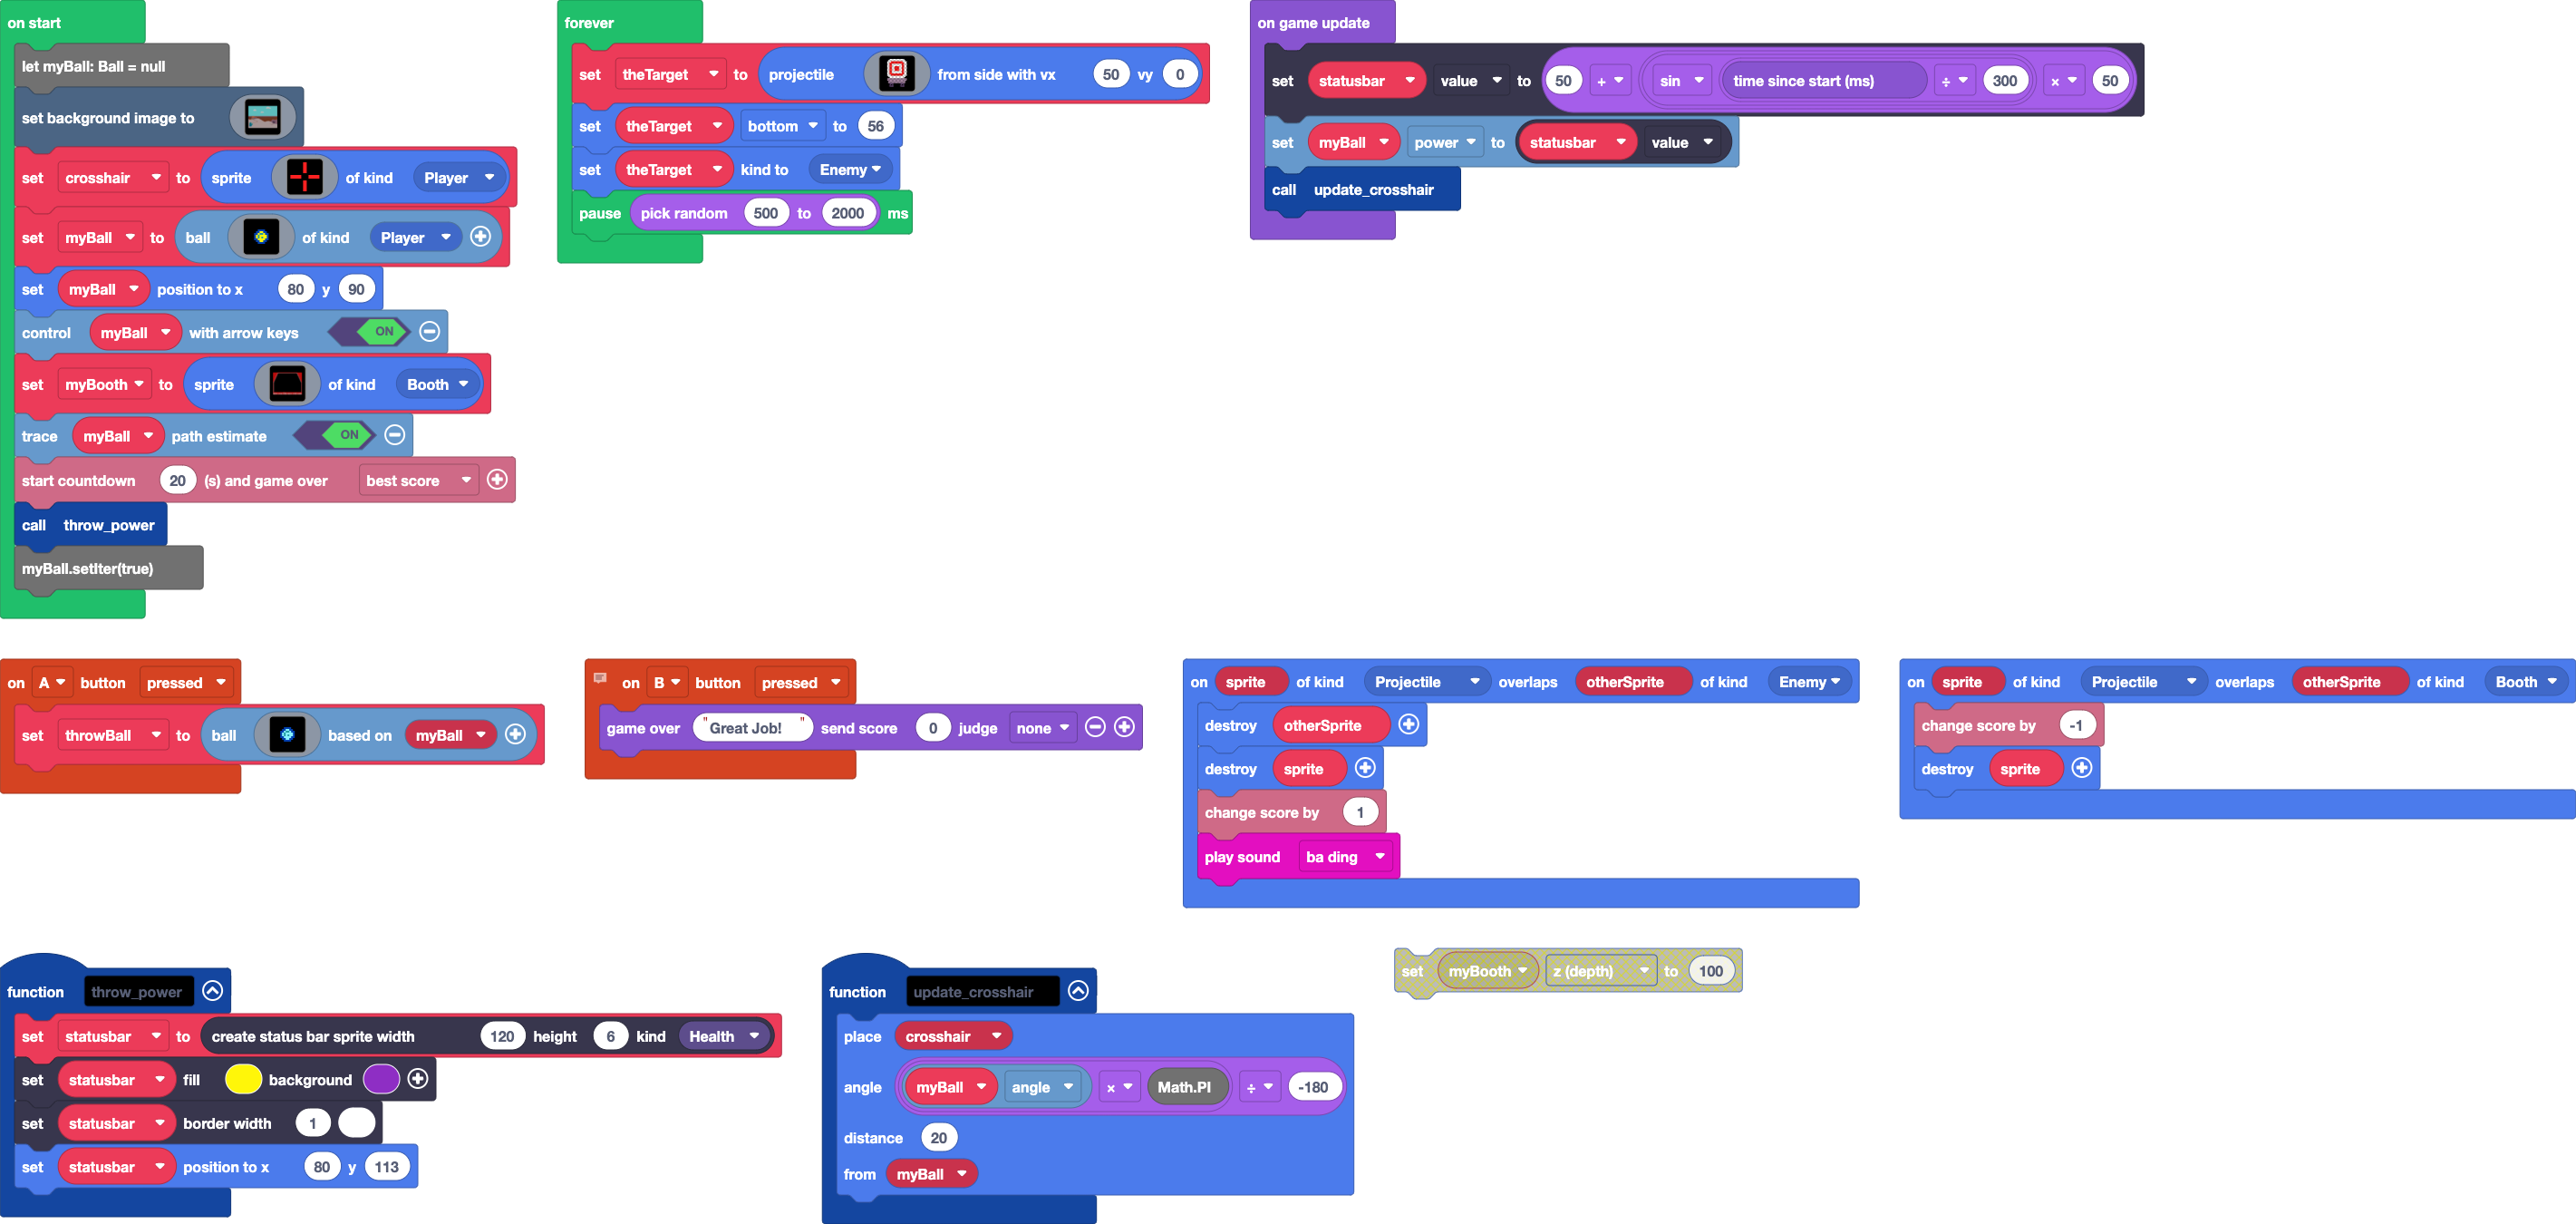 on start
let myBall: Ball = null
set background image to
set crosshair to sprite of kind Player
set myBall to ball of kind Player
set myBall position to x 80 y 90
control myBall with arrow keys ON
set myBooth to sprite of kind Booth
trace myBall path estimate ON
start countdown 20 (s) and game over best score
call throw_power
myBall.setIter(true)
forever
set theTarget to projectile from side with vx 50 vy 0
set theTarget bottom to 56
set theTarget kind to Enemy
pause pick random 500 to 2000 ms
on game update
set statusbar value to 50 + sin time since start (ms) ÷ 300 × 50
set myBall power to statusbar value
call update_crosshair
on A button pressed
set throwBall to ball based on myBall
on B button pressed
game over "Great Job!" send score 0 judge none
on sprite of kind Projectile overlaps otherSprite of kind Enemy
destroy otherSprite
destroy sprite
change score by 1
play sound ba ding
on sprite of kind Projectile overlaps otherSprite of kind Booth
change score by -1
destroy sprite
function throw_power
set statusbar to create status bar sprite width 120 height 6 kind Health
set statusbar fill background
set statusbar border width 1
set statusbar position to x 80 y 113
function update_crosshair
place crosshair
angle myBall angle × Math.PI ÷ -180
distance 20
from myBall
set myBooth z (depth) to 100